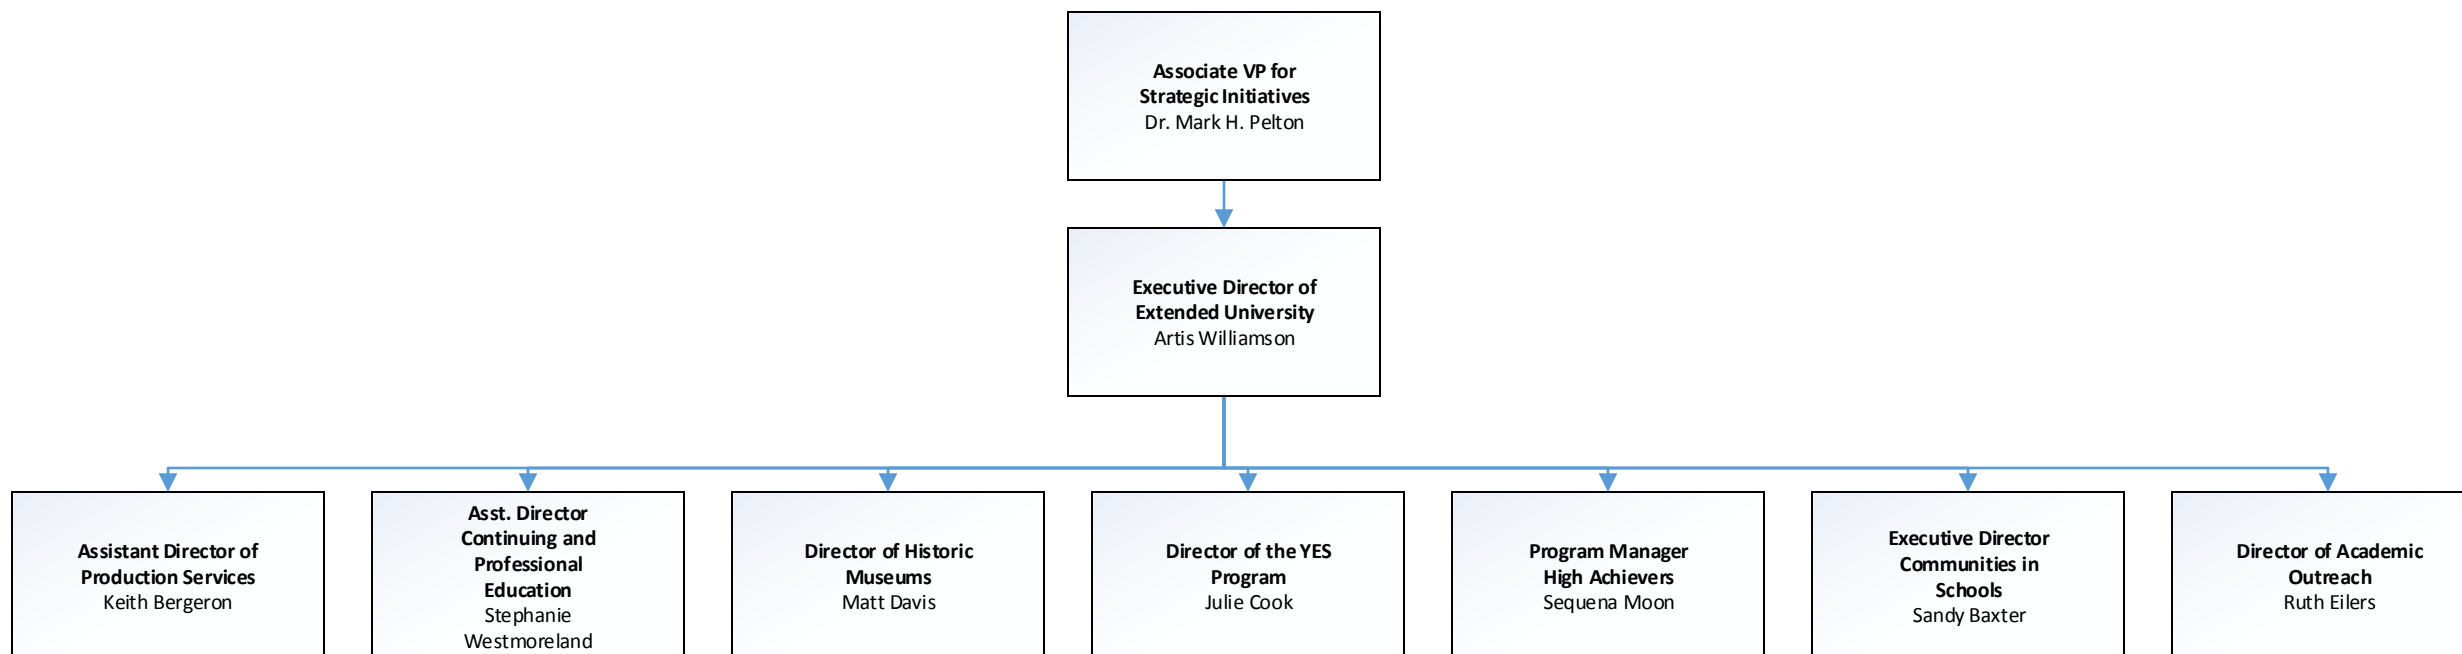 Associate VP for
Strategic Initiatives
Dr. Mark H. Pelton
Executive Director of
Extended University
Artis Williamson
Assistant Director of
Production Services
Keith Bergeron
Asst. Director
Continuing and
Professional
Education
Stephanie
Westmoreland
Director of Historic
Museums
Matt Davis
Director of the YES
Program
Julie Cook
Program Manager
High Achievers
Sequena Moon
Executive Director
Communities in
Schools
Sandy Baxter
Director of Academic
Outreach
Ruth Eilers